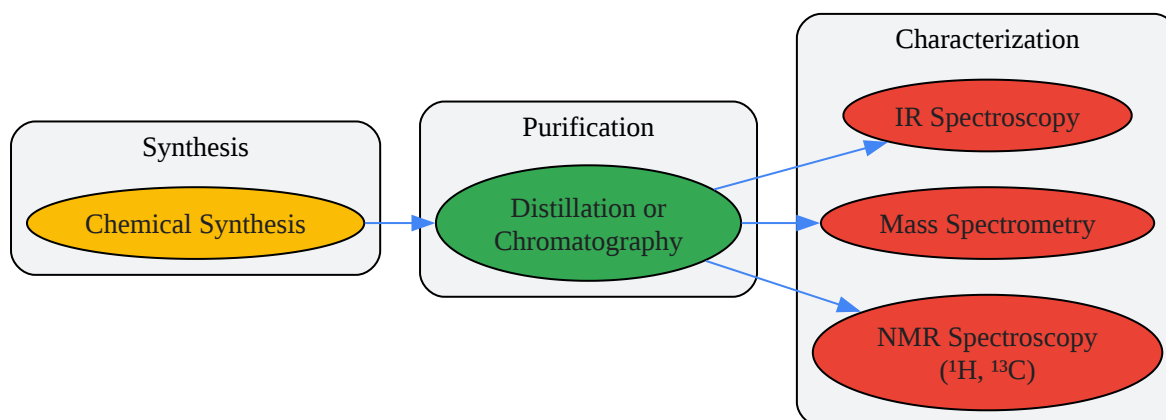 Synthesis
Chemical Synthesis
Purification
Distillation or
Chromatography
Characterization
IR Spectroscopy
Mass Spectrometry
NMR Spectroscopy
(¹H, ¹³C)